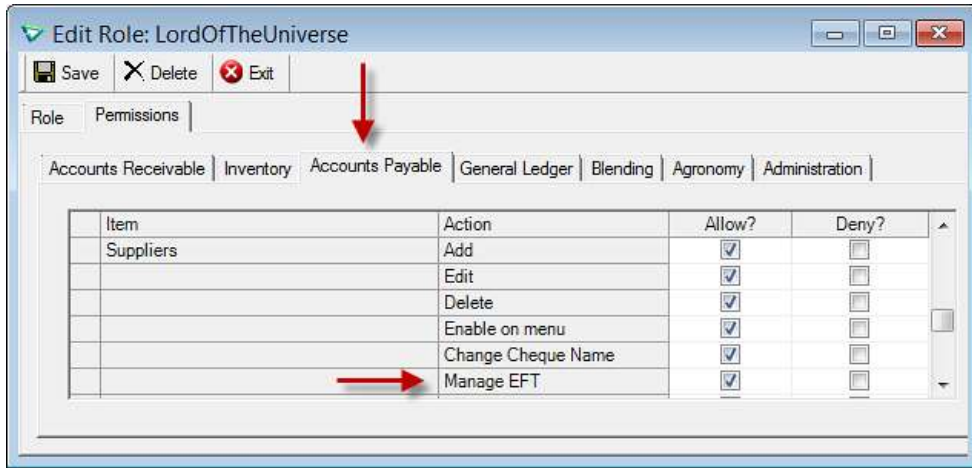 Edit Role: LordOfTheUniverse
Save Delete Exit
Role Permissions
Accounts Receivable Inventory Accounts Payable General Ledger Blending Agronomy Administration
Item Action Allow? Deny?
Suppliers Add
Edit
Delete
Enable on menu
Change Cheque Name
Manage EFT